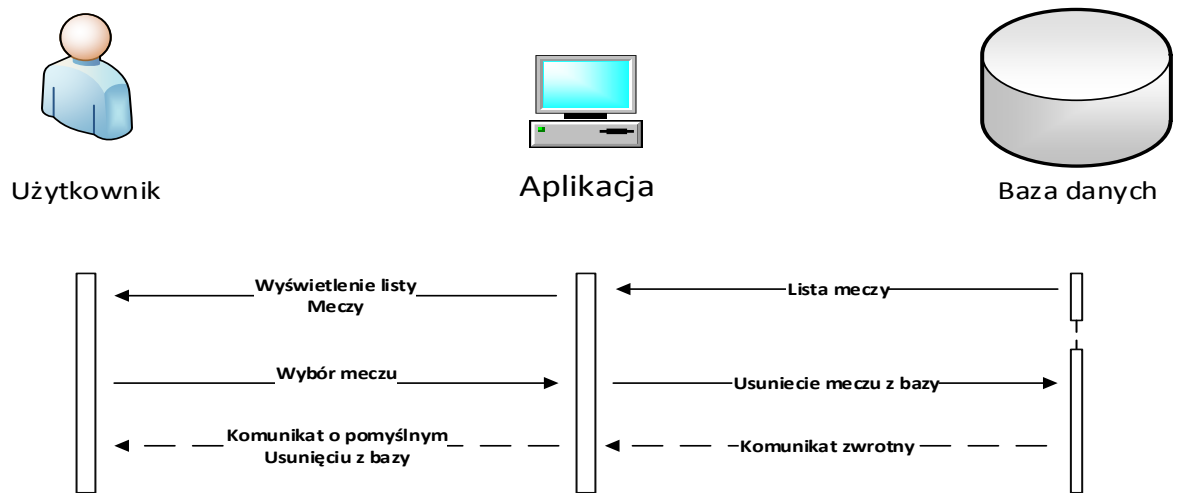 Użytkownik
Aplikacja
Baza danych
Wyświetlenie listy
Meczy
Lista meczy
Wybór meczu
Usuniecie meczu z bazy
Komunikat o pomyślnym
Usunięciu z bazy
Komunikat zwrotny